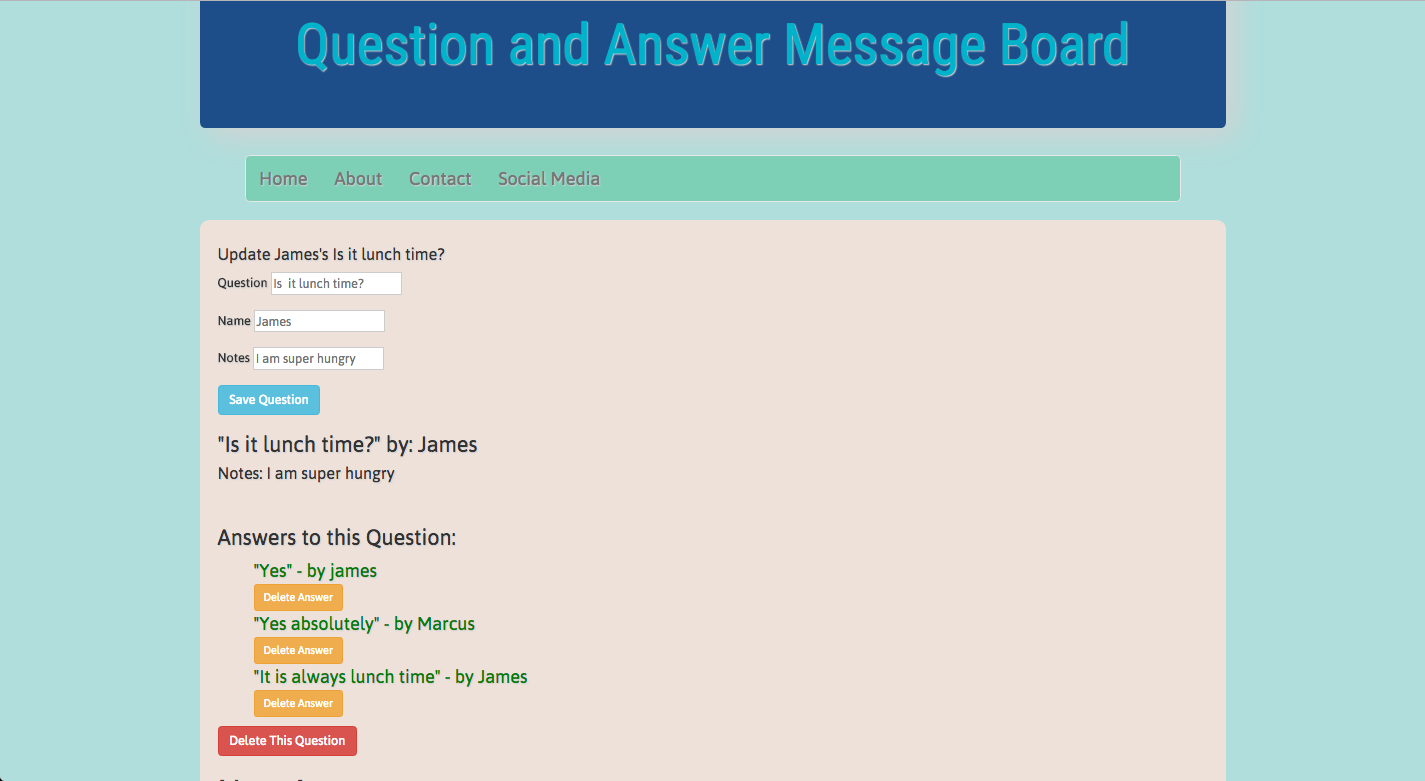 Question and Answer Message Board
Home About Contact Social Media
Update James's Is it lunch time?
Question Is  it lunch time?
Name James
Notes I am super hungry
Save Question
"Is it lunch time?" by: James
Notes: I am super hungry
Answers to this Question:
"Yes" - by james
Delete Answer
"Yes absolutely" - by Marcus
Delete Answer
"It is always lunch time" - by James
Delete Answer
Delete This Question